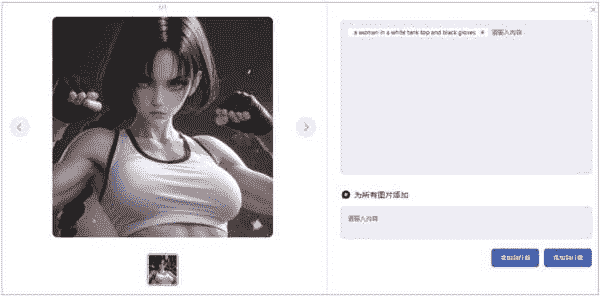 1/1
a woman in a white tank top and black gloves × 请输入内容
为所有图片添加
请输入内容